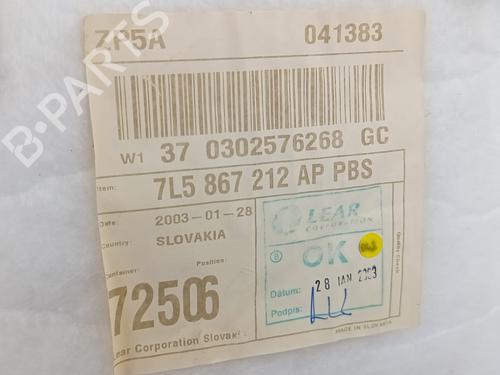 ZP5A 041383
W1 37 0302576268 GC
Item: 7L5 867 212 AP PBS
Date: 2003-01-28
Country: SLOVAKIA
Container: Position:
72506
Lear Corporation Slovaki
MADE IN SLOVAKIA
Quality Check
LEAR
CORPORATION
OK
Dátum: 28 JAN 2003
Podpis:
B-PARTS